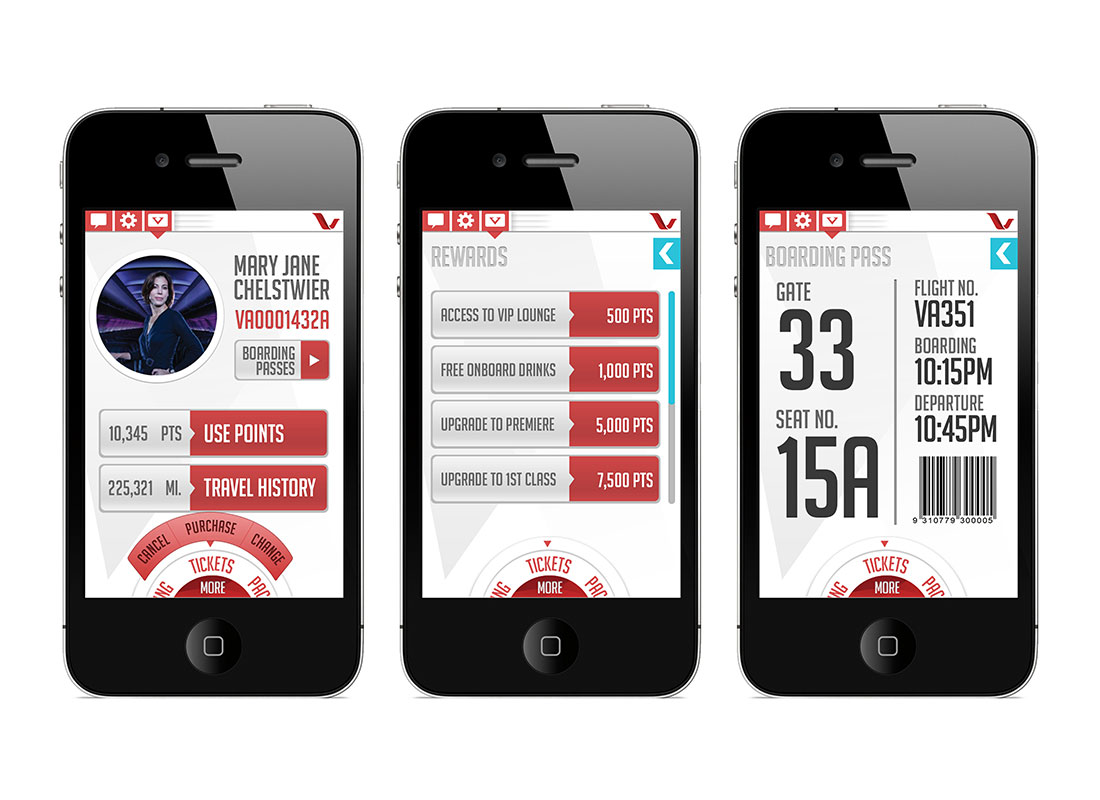 MARY JANE
CHELSTWIER
VA0001432A
BOARDING
PASSES
10,345 PTS USE POINTS
225,321 MI. TRAVEL HISTORY
CANCEL PURCHASE CHANGE
TICKETS
MORE
REWARDS
ACCESS TO VIP LOUNGE 500 PTS
FREE ONBOARD DRINKS 1,000 PTS
UPGRADE TO PREMIERE 5,000 PTS
UPGRADE TO 1ST CLASS 7,500 PTS
TICKETS
MORE
BOARDING PASS
GATE
33
SEAT NO.
15A
FLIGHT NO.
VA351
BOARDING
10:15PM
DEPARTURE
10:45PM
9 310779 300005
TICKETS
MORE